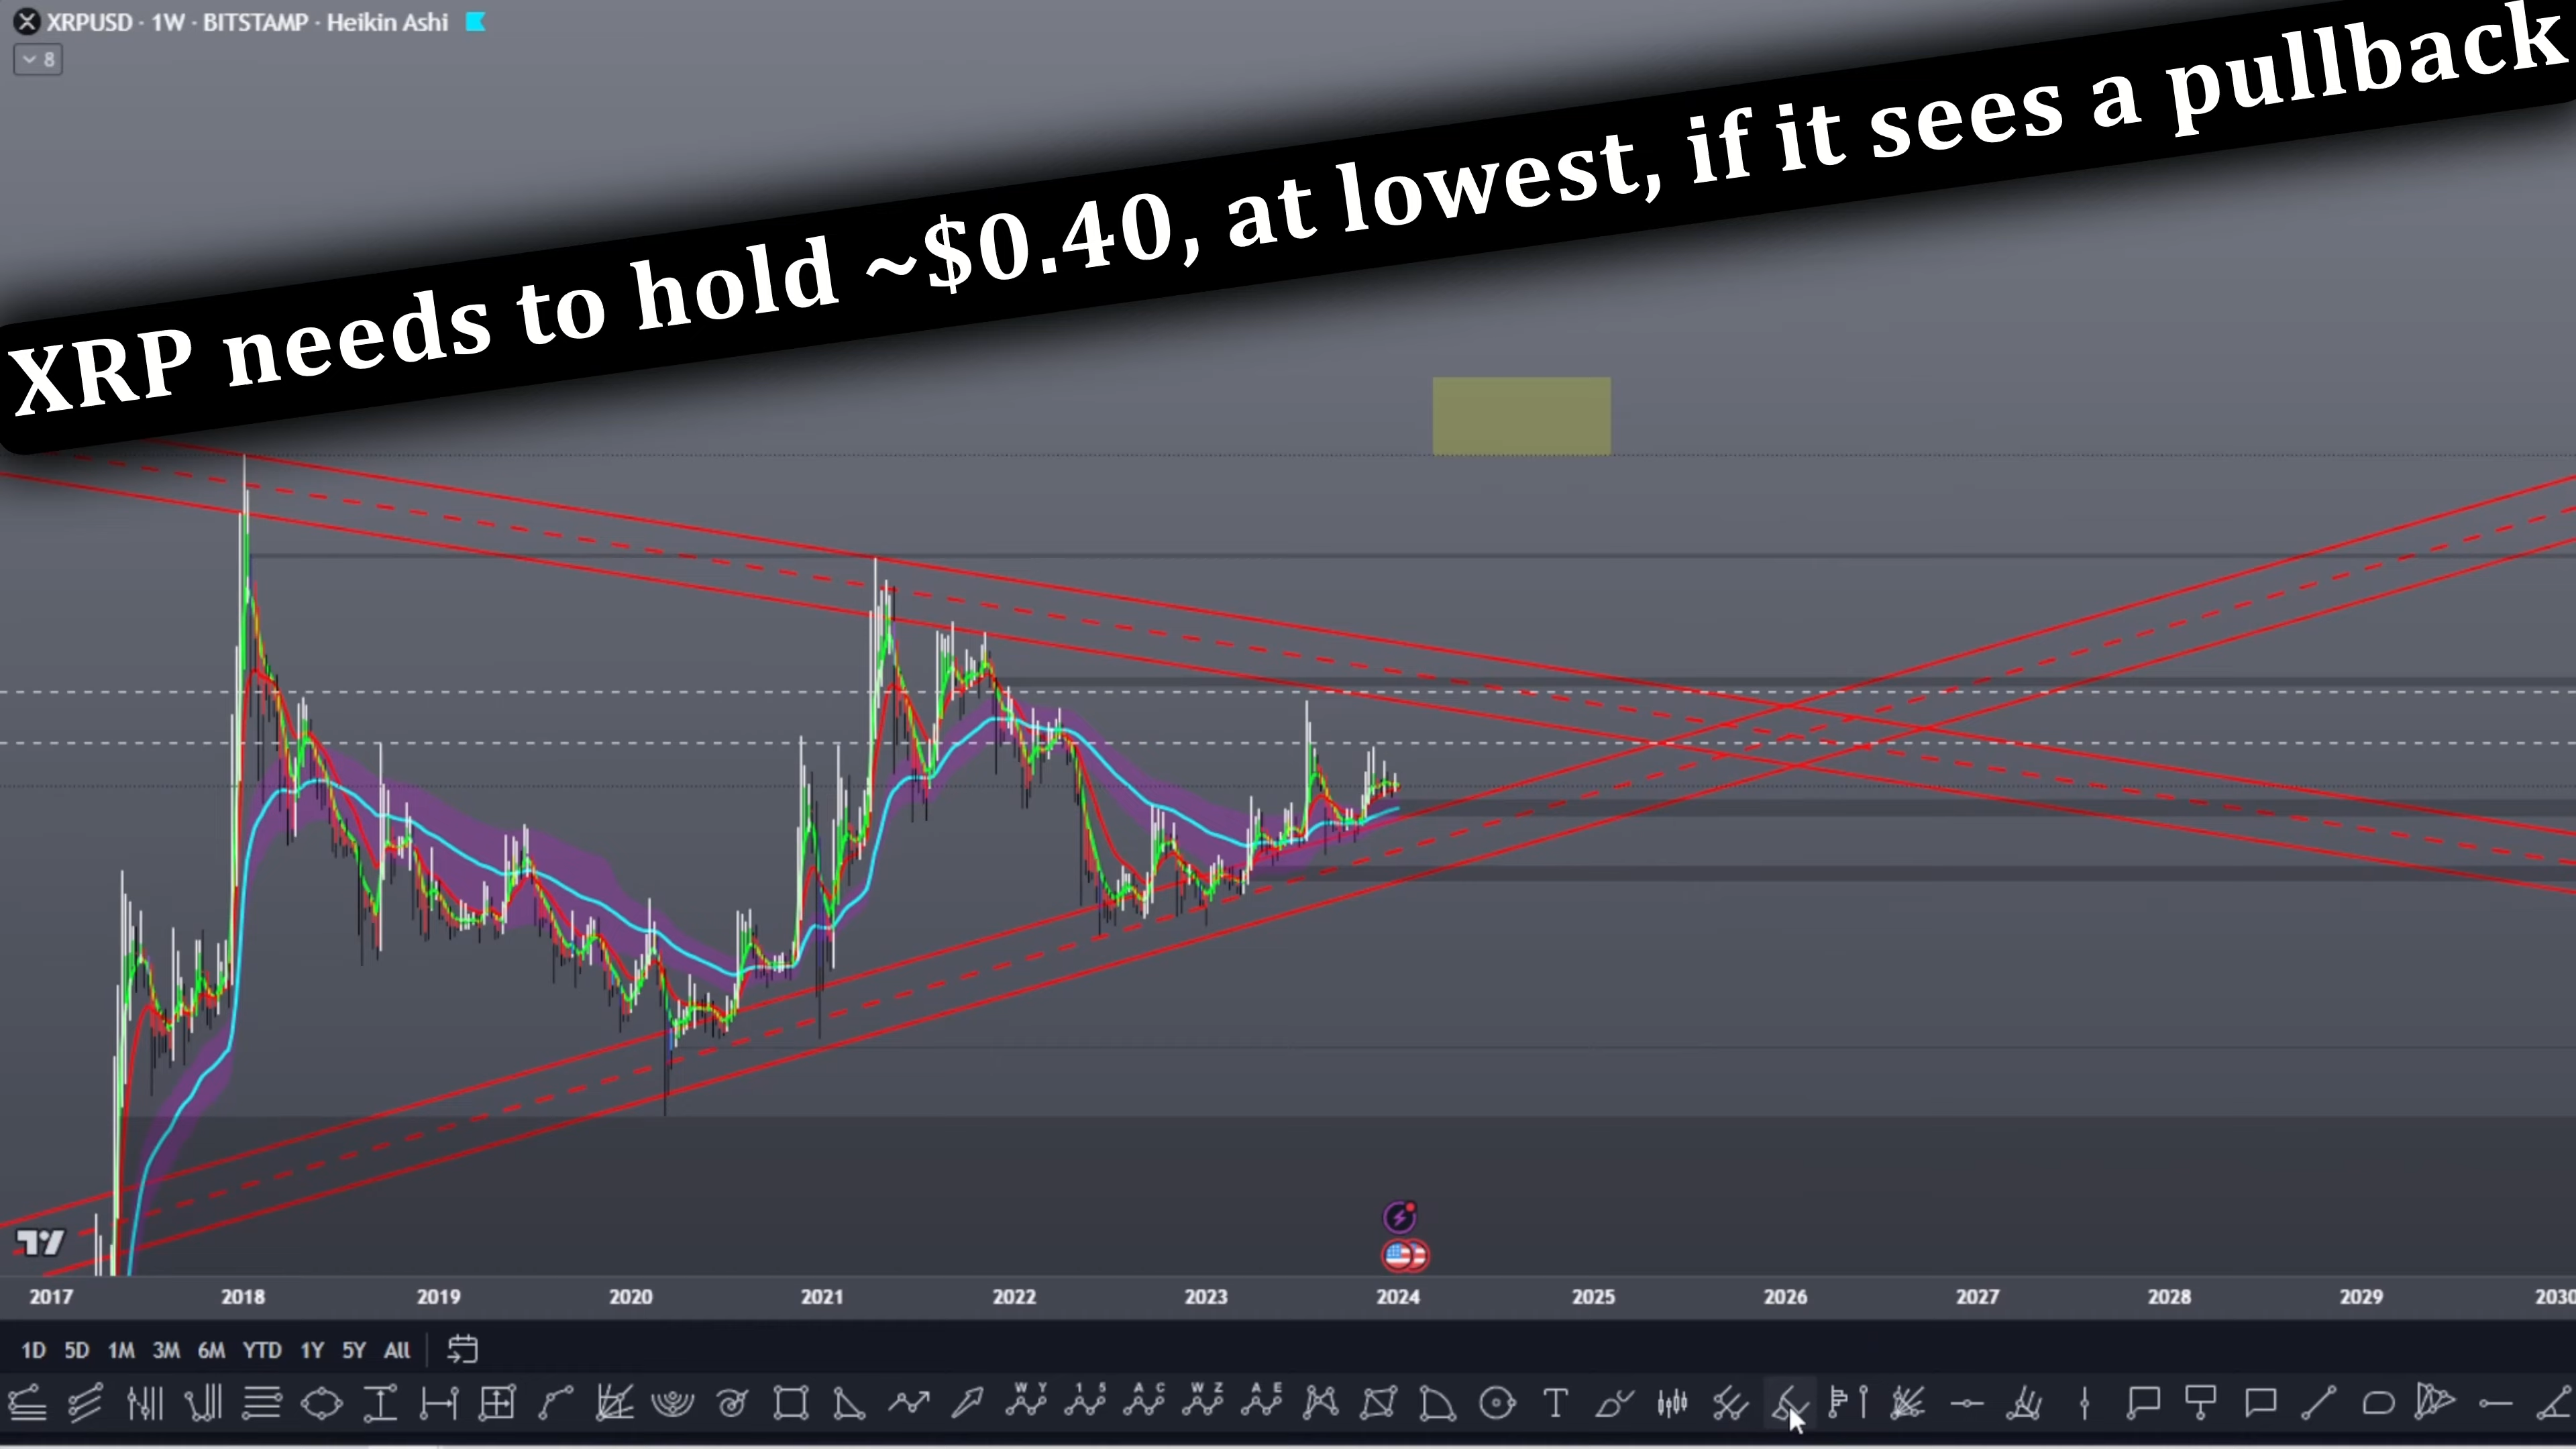 XRPUSD · 1W · BITSTAMP · Heikin Ashi
8
XRP needs to hold ~$0.40, at lowest, if it sees a pullback
2017 2018 2019 2020 2021 2022 2023 2024 2025 2026 2027 2028 2029 2030
1D 5D 1M 3M 6M YTD 1Y 5Y All
W Y 1 5 A C W Z A E T